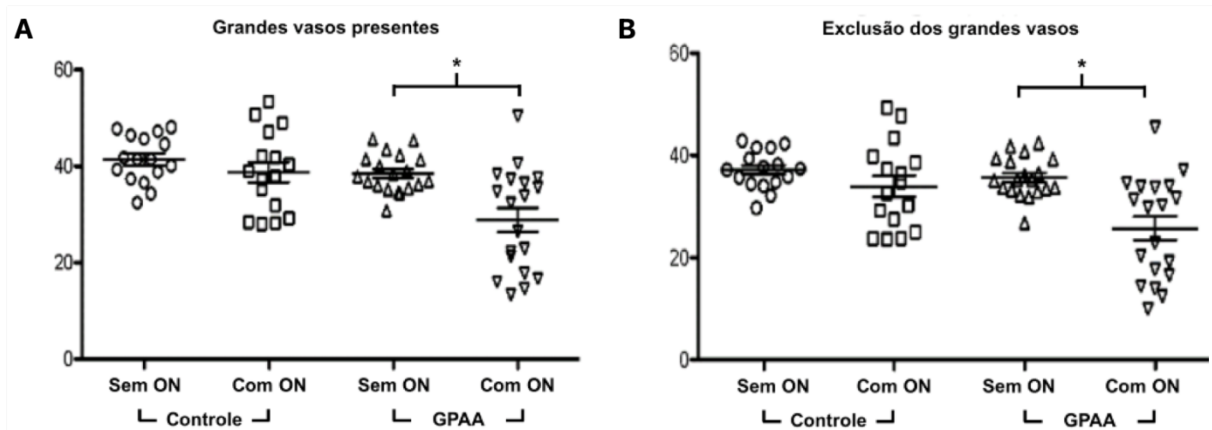 A
Grandes vasos presentes
60
40
20
0
*
Sem ON Com ON Sem ON Com ON
Controle GPAA
B
Exclusão dos grandes vasos
60
40
20
0
*
Sem ON Com ON Sem ON Com ON
Controle GPAA